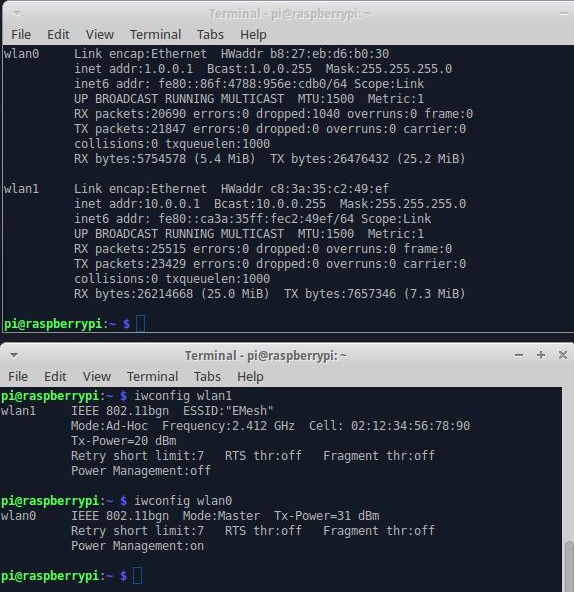 Terminal - pi@raspberrypi: ~
File Edit View Terminal Tabs Help
wlan0 Link encap:Ethernet HWaddr b8:27:eb:d6:b0:30
inet addr:1.0.0.1 Bcast:1.0.0.255 Mask:255.255.255.0
inet6 addr: fe80::86f:4788:956e:cdb0/64 Scope:Link
UP BROADCAST RUNNING MULTICAST MTU:1500 Metric:1
RX packets:20690 errors:0 dropped:1040 overruns:0 frame:0
TX packets:21847 errors:0 dropped:0 overruns:0 carrier:0
collisions:0 txqueuelen:1000
RX bytes:5754578 (5.4 MiB) TX bytes:26476432 (25.2 MiB)
wlan1 Link encap:Ethernet HWaddr c8:3a:35:c2:49:ef
inet addr:10.0.0.1 Bcast:10.0.0.255 Mask:255.255.255.0
inet6 addr: fe80::ca3a:35ff:fec2:49ef/64 Scope:Link
UP BROADCAST RUNNING MULTICAST MTU:1500 Metric:1
RX packets:25515 errors:0 dropped:0 overruns:0 frame:0
TX packets:23429 errors:0 dropped:0 overruns:0 carrier:0
collisions:0 txqueuelen:1000
RX bytes:26214668 (25.0 MiB) TX bytes:7657346 (7.3 MiB)
pi@raspberrypi:~ $
Terminal - pi@raspberrypi: ~
File Edit View Terminal Tabs Help
pi@raspberrypi:~ $ iwconfig wlan1
wlan1 IEEE 802.11bgn ESSID:"EMesh"
Mode:Ad-Hoc Frequency:2.412 GHz Cell: 02:12:34:56:78:90
Tx-Power=20 dBm
Retry short limit:7 RTS thr:off Fragment thr:off
Power Management:off
pi@raspberrypi:~ $ iwconfig wlan0
wlan0 IEEE 802.11bgn Mode:Master Tx-Power=31 dBm
Retry short limit:7 RTS thr:off Fragment thr:off
Power Management:on
pi@raspberrypi:~ $